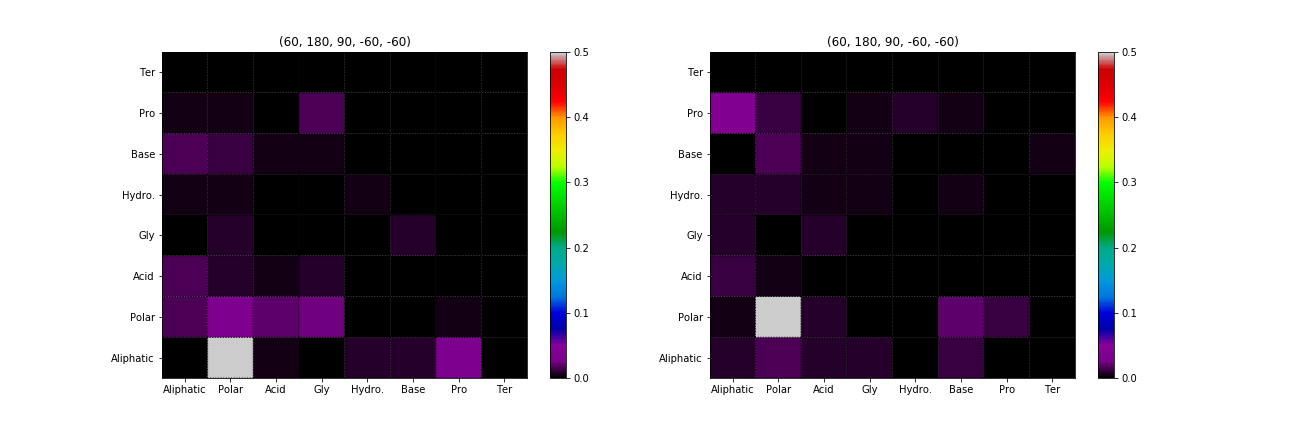 (60, 180, 90, -60, -60)
Ter
Pro
Base
Hydro.
Gly
Acid
Polar
Aliphatic
Aliphatic Polar Acid Gly Hydro. Base Pro Ter
0.5
0.4
0.3
0.2
0.1
0.0
(60, 180, 90, -60, -60)
Ter
Pro
Base
Hydro.
Gly
Acid
Polar
Aliphatic
Aliphatic Polar Acid Gly Hydro. Base Pro Ter
0.5
0.4
0.3
0.2
0.1
0.0